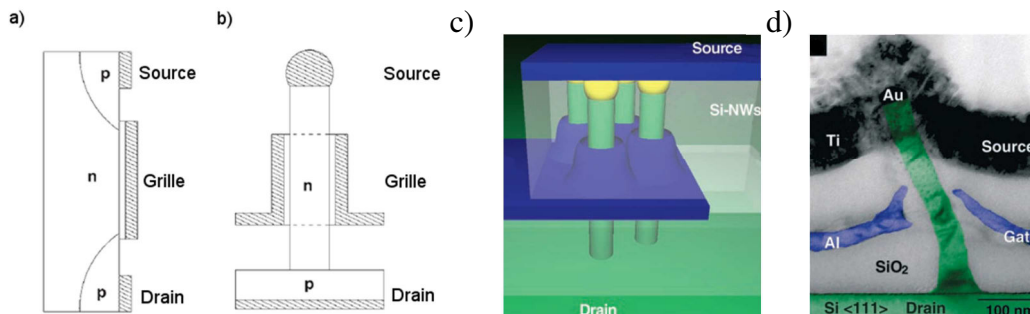 a)
p
Source
n
Grille
p
Drain
b)
Source
n
Grille
p
Drain
c)
Source
Si-NWs
Drain
d)
Au
Ti
Source
Al
Gat
SiO₂
Si <111> Drain
100 nm